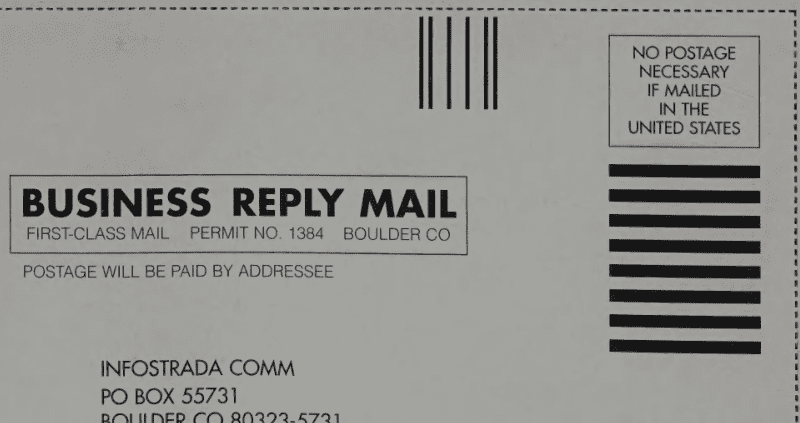 NO POSTAGE
NECESSARY
IF MAILED
IN THE
UNITED STATES
BUSINESS REPLY MAIL
FIRST-CLASS MAIL PERMIT NO. 1384 BOULDER CO
POSTAGE WILL BE PAID BY ADDRESSEE
INFOSTRADA COMM
PO BOX 55731
BOULDER CO 80323-5731